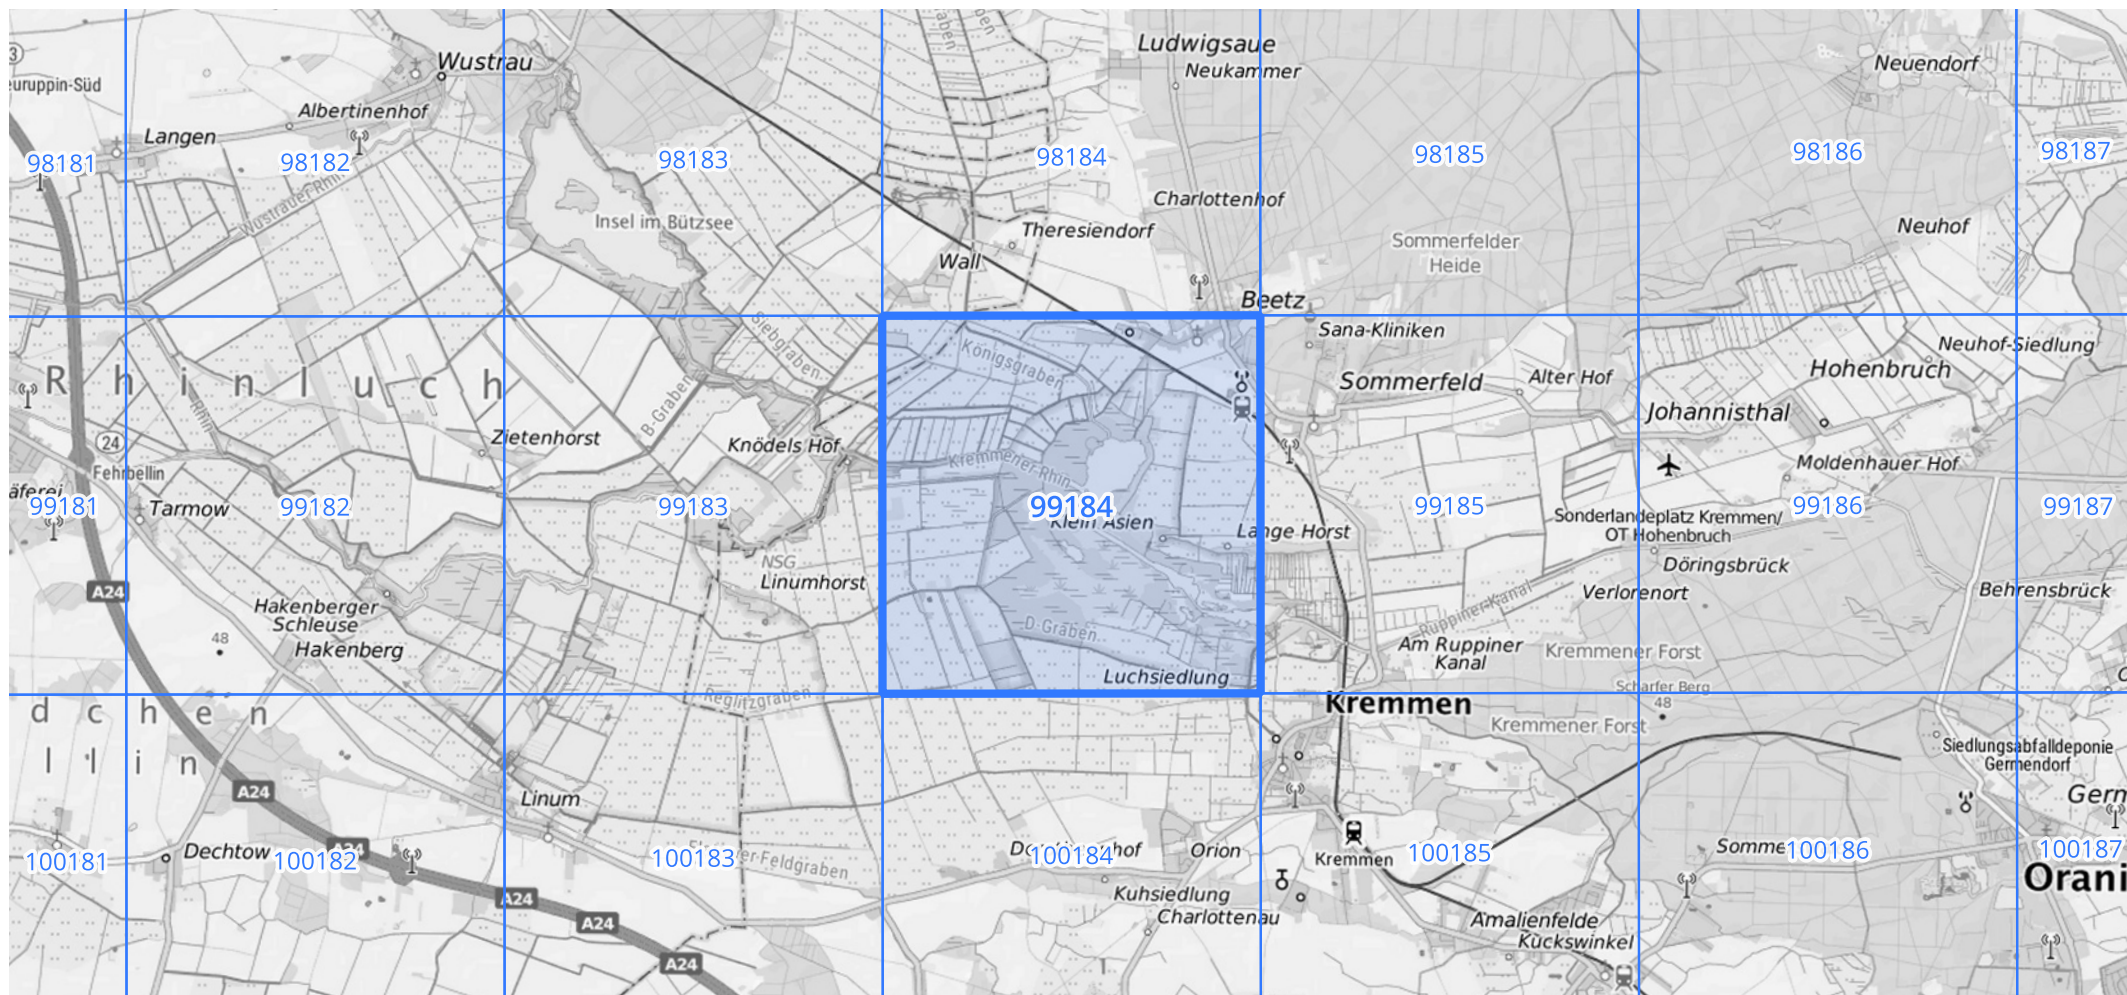 Ludwigsaue
Neukammer
Wustrau
Neuendorf
3
Albertinenhof
Langen
98181
98182
98183
98184
98185
98186
98187
Wustrauer Rhin
Insel im Bützsee
Charlottenhof
Theresiendorf
Wall
Sommerfelder
Heide
Neuhof
Beetz
Sana-Kliniken
Siebgraben
Königsgraben
Neuhof-Siedlung
Rhinluch
Rhin
B-Graben
Sommerfeld
Alter Hof
Hohenbruch
Johannisthal
24
Fehrbellin
Zietenhorst
Knödels Hof
Kremmener Rhin
Moldenhauer Hof
Tarmow
99181
99182
99183
99184
99185
99186
99187
Klein Asien
Lange Horst
Sonderlandeplatz Kremmen/
OT Hohenbruch
NSG
Linumhorst
Döringsbrück
Verlorenort
Behrensbrück
A24
Hakenberger
Schleuse
Hakenberg
48
D-Graben
Ruppiner Kanal
Am Ruppiner
Kanal
Kremmener Forst
Luchsiedlung
Reglitzgraben
Scharfer Berg
48
Kremmen
Kremmener Forst
Siedlungsabfalldeponie
Germendorf
A24
Linum
Dechtow
100181
100182
100183
100184
100185
100186
100187
Orion
Kremmen
Kuhsiedlung
Charlottenau
A24
A24
A24
Amalienfelde
Kuckswinkel